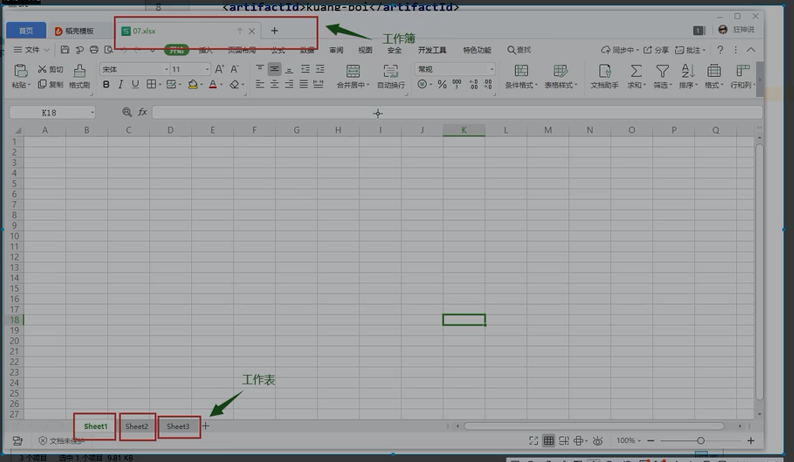 8 <artifactId>kuang-poi</artifactId>
首页 稻壳模板 07.xlsx 工作簿 1 狂神说
文件 开始 插入 页面布局 公式 数据 审阅 视图 安全 开发工具 特色功能 查找 同步中 分享 批注
粘贴 剪切 复制 格式刷 宋体 11 B I U A 合并居中 自动换行 常规 条件格式 表格样式 文档助手 求和 筛选 排序 格式 行和列
K18 fx
A B C D E F G H I J K L M N O P Q
1
2
3
4
5
6
7
8
9
10
11
12
13
14
15
16
17
18
19
20
21
22
23
24
25
26
27
工作表
Sheet1 Sheet2 Sheet3
文档未保护 100%
3 个项目 选中 1 个项目 9.81 KB